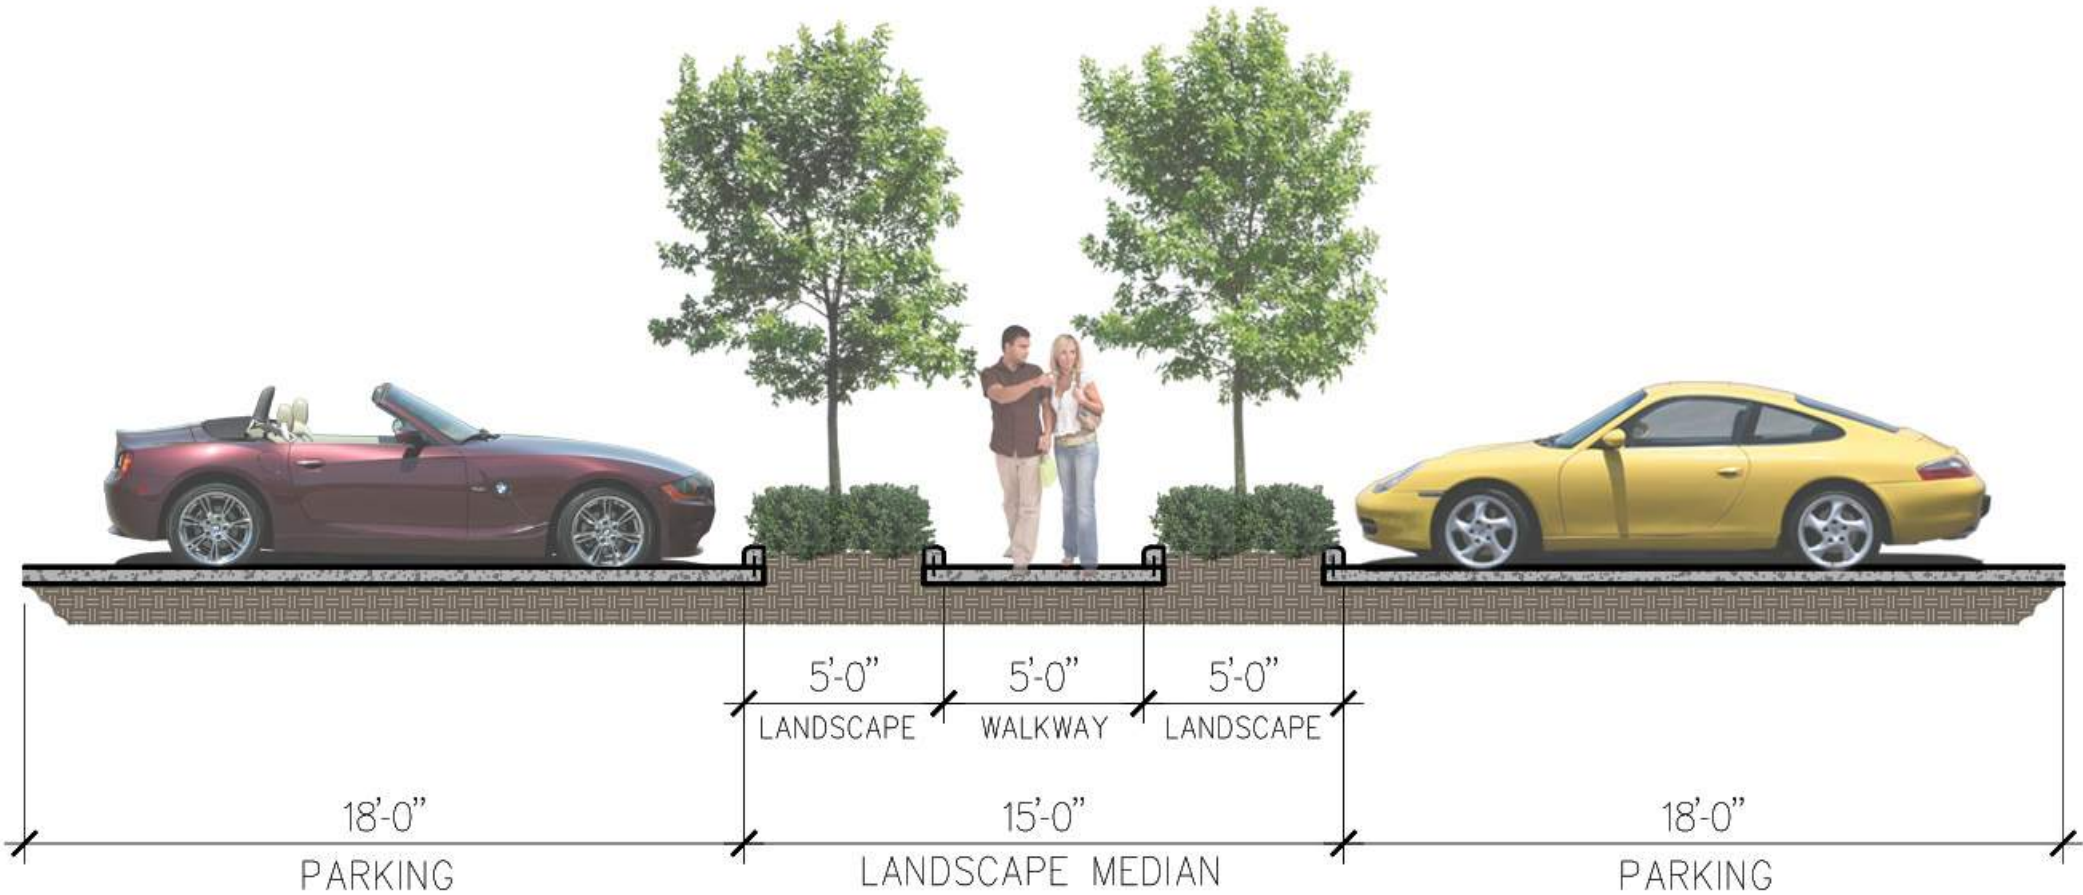 5'-0" 5'-0" 5'-0"
LANDSCAPE WALKWAY LANDSCAPE
18'-0" 15'-0" 18'-0"
PARKING LANDSCAPE MEDIAN PARKING